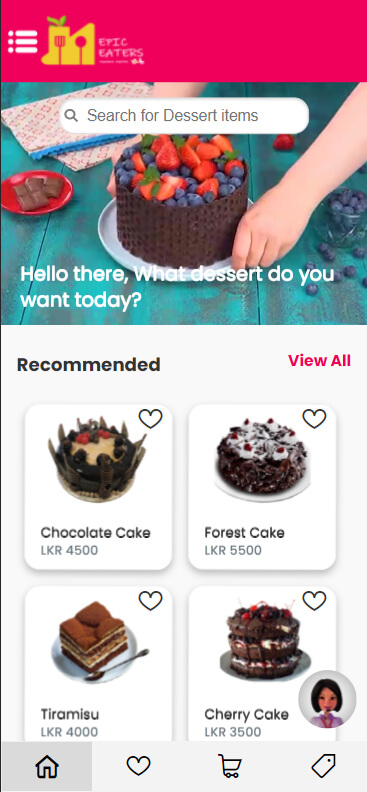 EPIC
EATERS
Search for Dessert items
Hello there, What dessert do you
want today?
Recommended
View All
Chocolate Cake
LKR 4500
Forest Cake
LKR 5500
Tiramisu
LKR 4000
Cherry Cake
LKR 3500